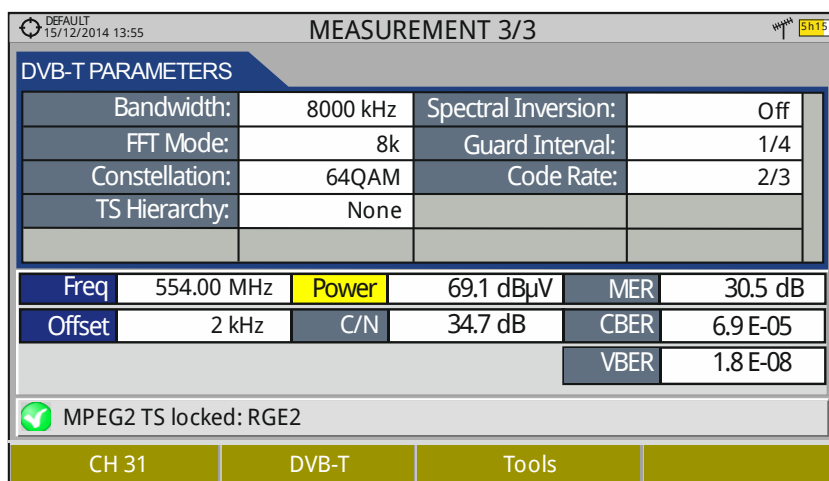 DEFAULT
15/12/2014 13:55
MEASUREMENT 3/3
5h15
DVB-T PARAMETERS
Bandwidth: 8000 kHz Spectral Inversion: Off
FFT Mode: 8k Guard Interval: 1/4
Constellation: 64QAM Code Rate: 2/3
TS Hierarchy: None
Freq 554.00 MHz Power 69.1 dBµV MER 30.5 dB
Offset 2 kHz C/N 34.7 dB CBER 6.9 E-05
VBER 1.8 E-08
MPEG2 TS locked: RGE2
CH 31 DVB-T Tools